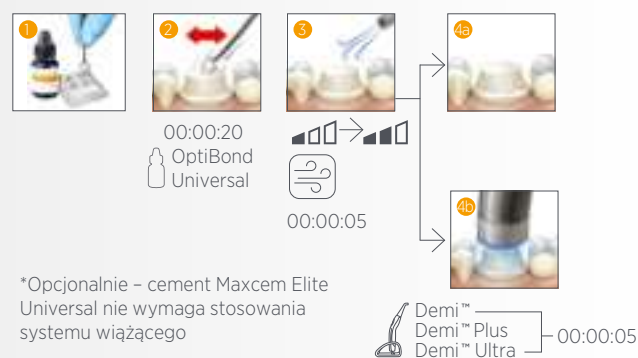 1
2
3
4a
00:00:20
OptiBond
Universal
00:00:05
4b
*Opcjonalnie – cement Maxcem Elite
Universal nie wymaga stosowania
systemu wiążącego
Demi™
Demi™ Plus
Demi™ Ultra
00:00:05